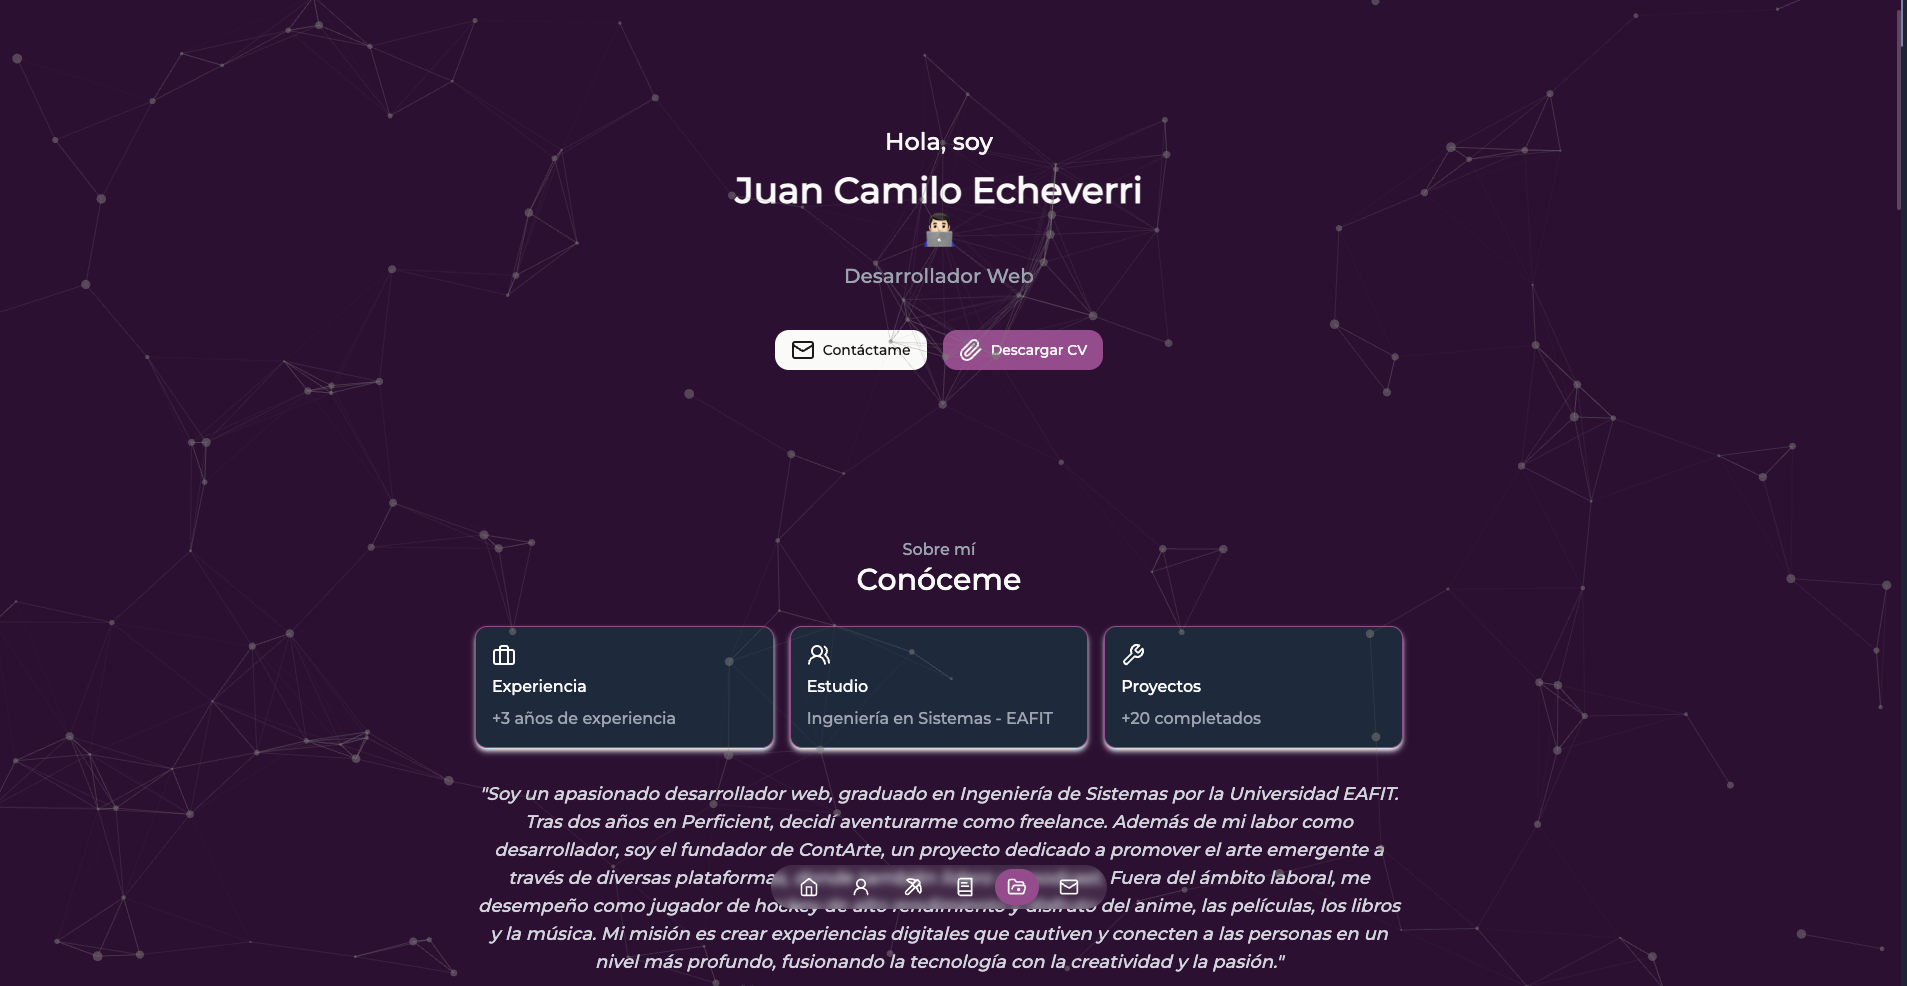 Hola, soy
Juan Camilo Echeverri
Desarrollador Web
Contáctame
Descargar CV
Sobre mí
Conóceme
Experiencia
+3 años de experiencia
Estudio
Ingeniería en Sistemas - EAFIT
Proyectos
+20 completados
"Soy un apasionado desarrollador web, graduado en Ingeniería de Sistemas por la Universidad EAFIT.
Tras dos años en Perficient, decidí aventurarme como freelance. Además de mi labor como
desarrollador, soy el fundador de ContArte, un proyecto dedicado a promover el arte emergente a
través de diversas plataformas, Fuera del ámbito laboral, me
desempeño como jugador de hockey de alto rendimiento y disfruto del anime, las películas, los libros
y la música. Mi misión es crear experiencias digitales que cautiven y conecten a las personas en un
nivel más profundo, fusionando la tecnología con la creatividad y la pasión."